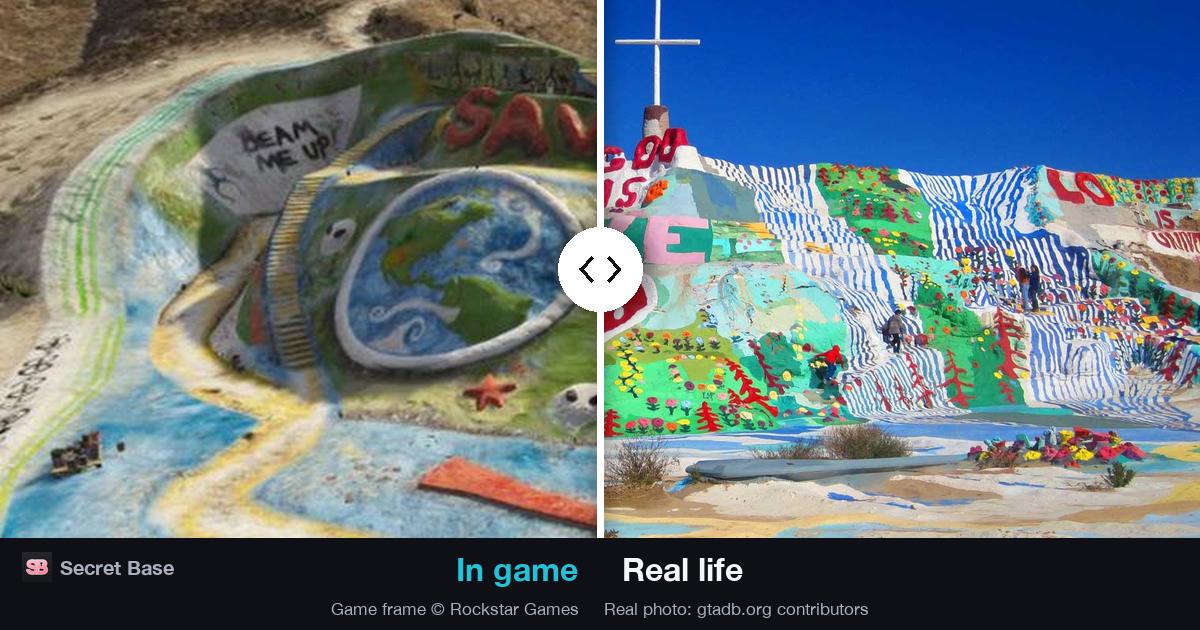 BEAM
ME UP!
SAV
IS
LO
IS
SB Secret Base
In game Real life
Game frame © Rockstar Games Real photo: gtadb.org contributors